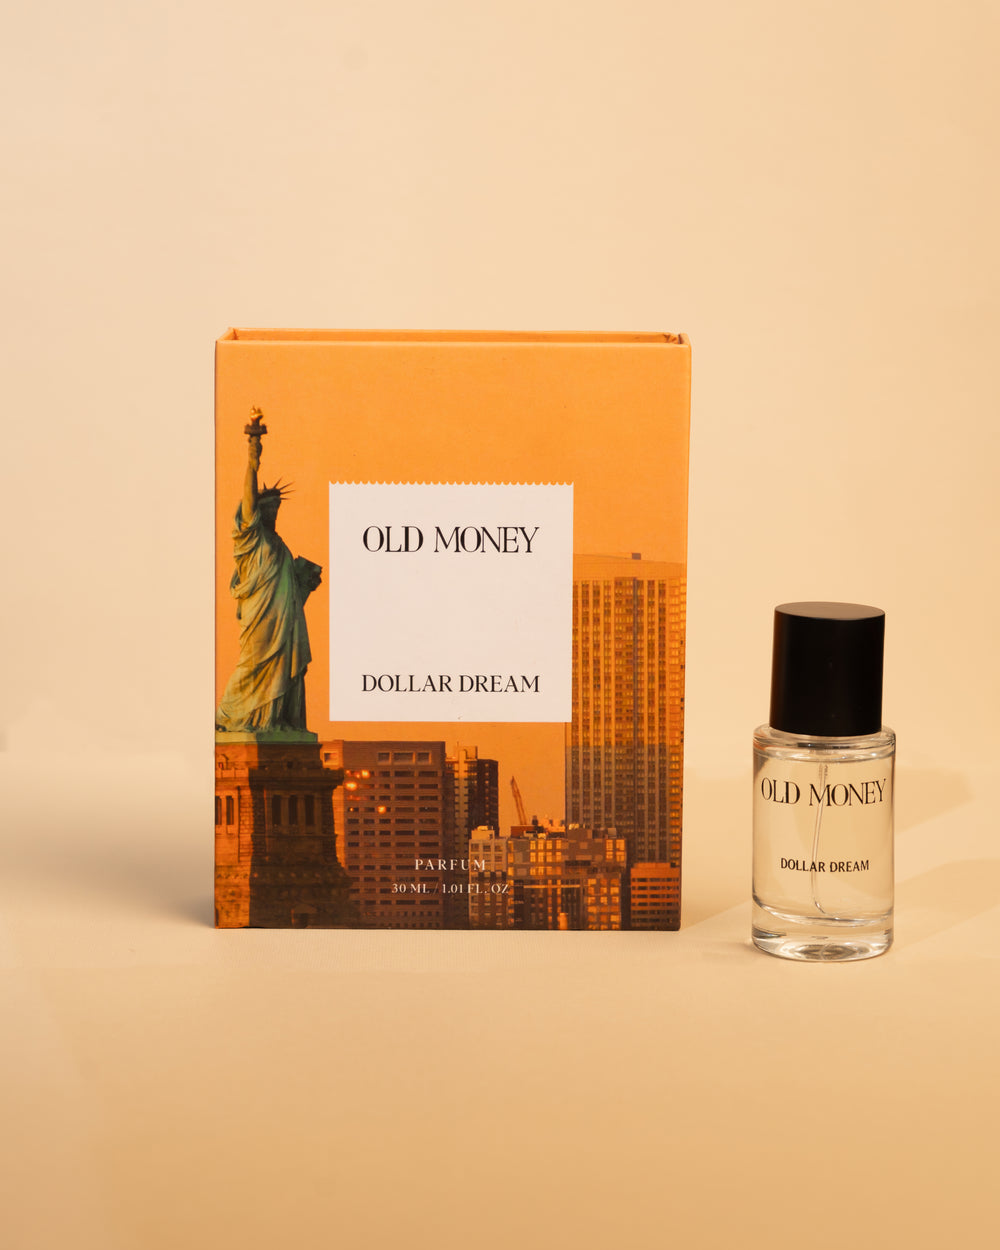 OLD MONEY
DOLLAR DREAM
PARFUM
30 ML / 1.01 FL. OZ
OLD MONEY
DOLLAR DREAM